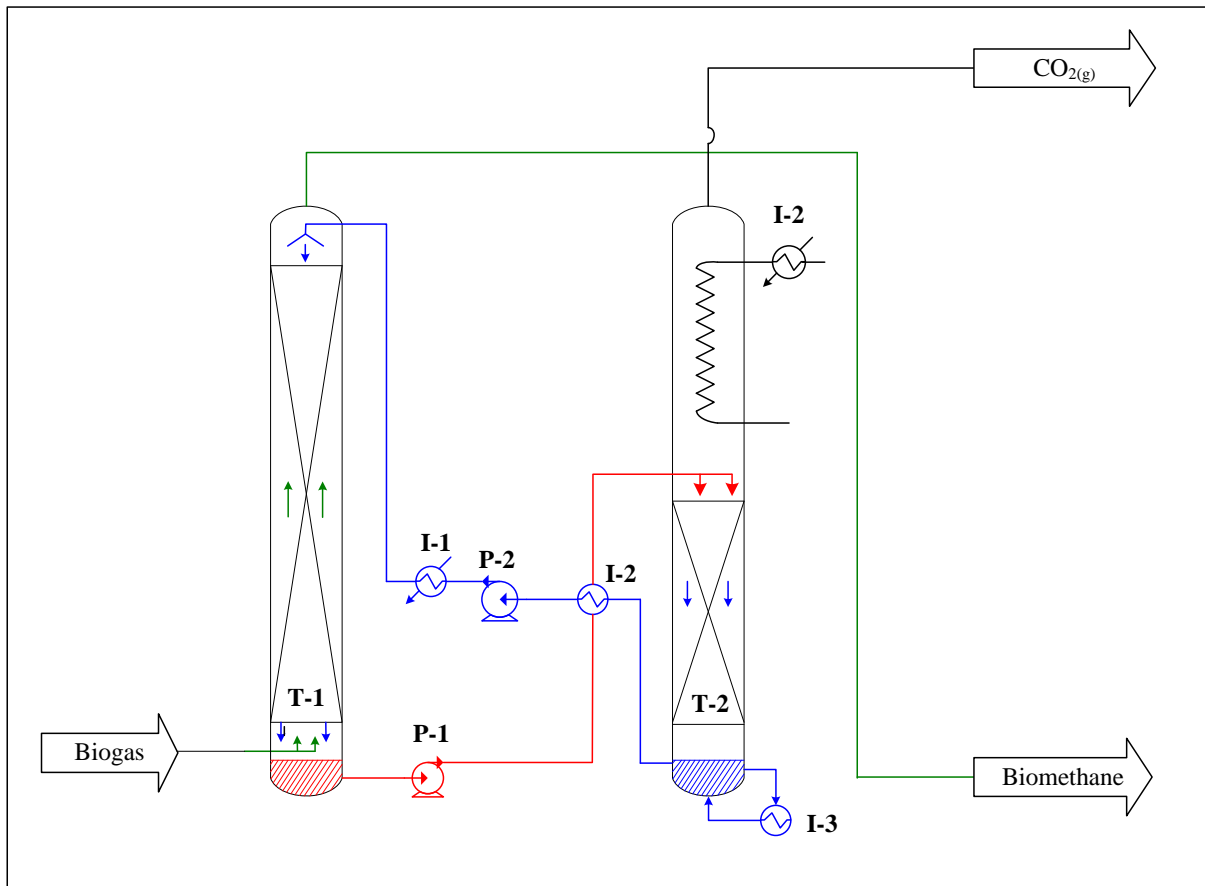 CO2(g)
I-2
I-1
P-2
I-2
T-1
T-2
P-1
Biogas
Biomethane
I-3